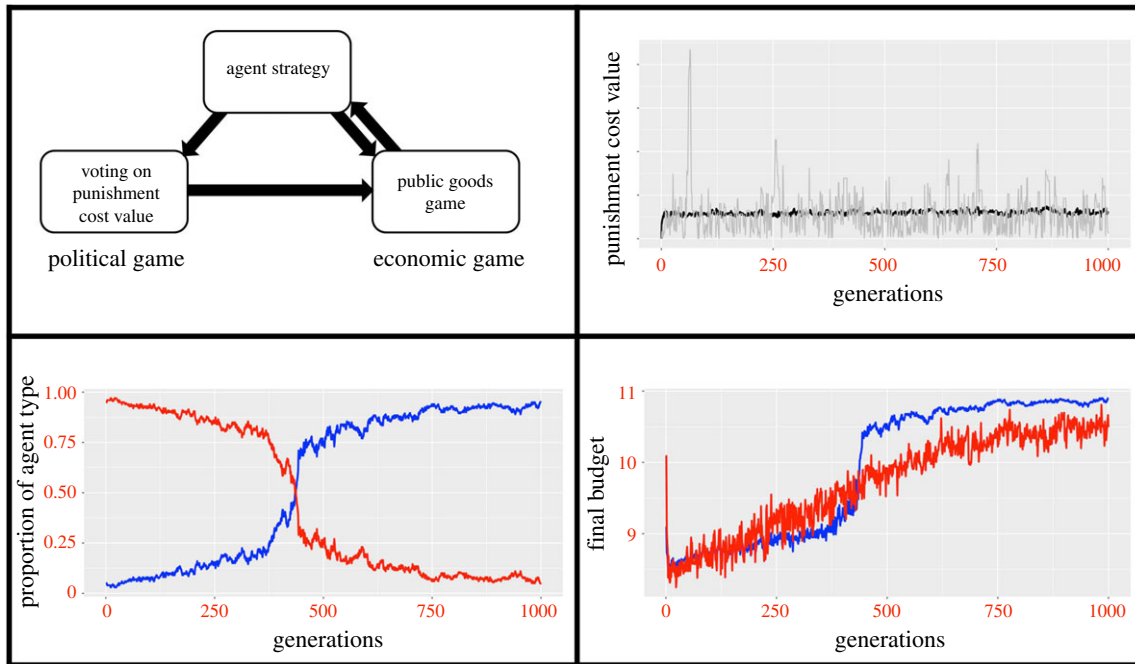 agent strategy
voting on
punishment
cost value
public goods
game
political game
economic game
punishment cost value
0
250
500
750
1000
generations
proportion of agent type
1.00
0.75
0.50
0.25
0
0
250
500
750
1000
generations
final budget
11
10
9
0
250
500
750
1000
generations